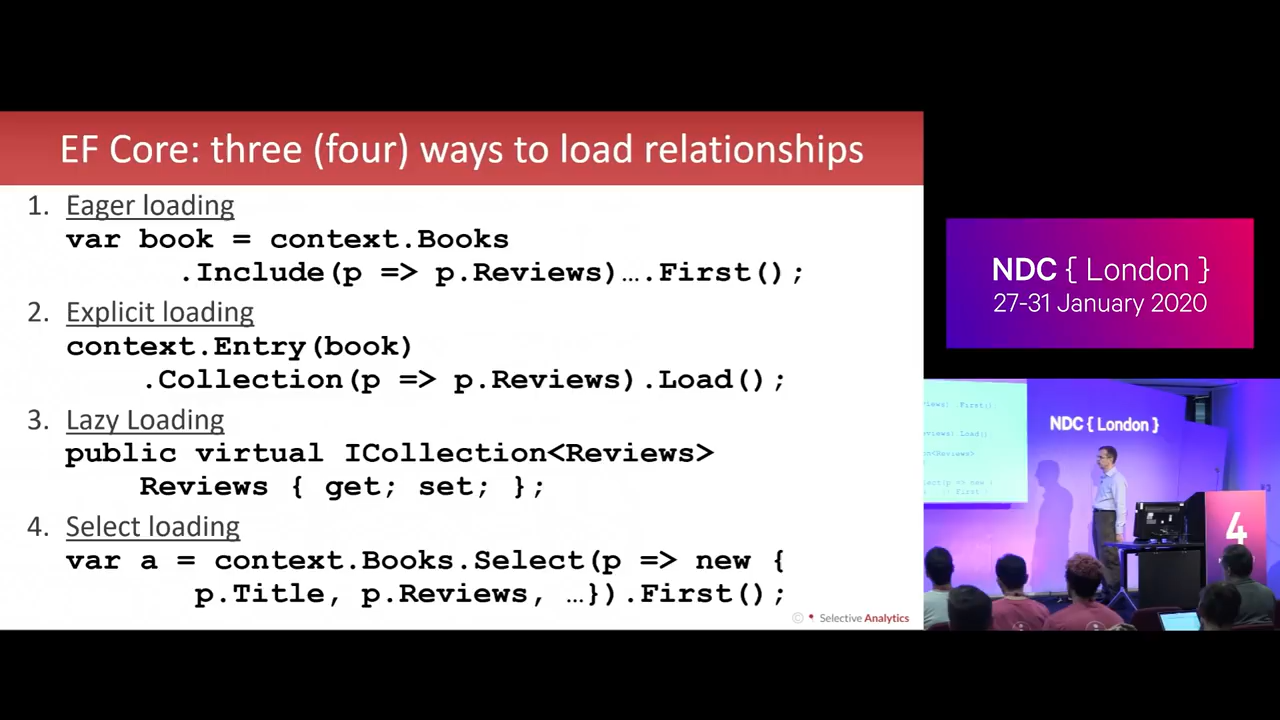 EF Core: three (four) ways to load relationships
1. Eager loading
var book = context.Books
.Include(p => p.Reviews)….First();
2. Explicit loading
context.Entry(book)
.Collection(p => p.Reviews).Load();
3. Lazy Loading
public virtual ICollection<Reviews>
Reviews { get; set; };
4. Select loading
var a = context.Books.Select(p => new {
p.Title, p.Reviews, …}).First();
© Selective Analytics
NDC { London }
27-31 January 2020
NDC { London }
4